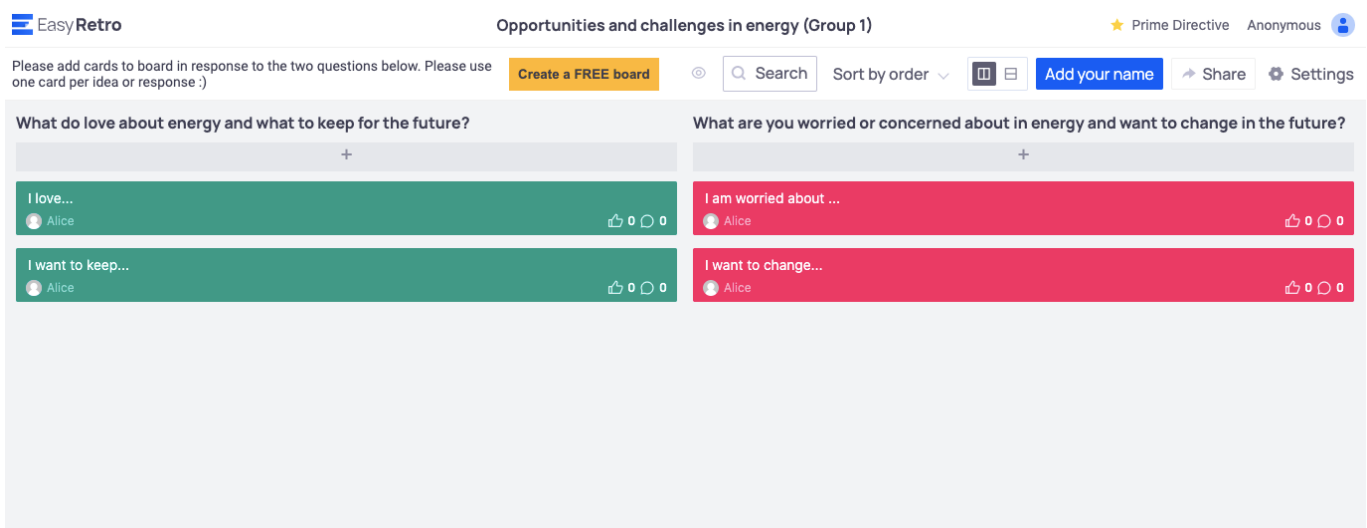 EasyRetro
Opportunities and challenges in energy (Group 1)
Prime Directive
Anonymous
Please add cards to board in response to the two questions below. Please use
one card per idea or response :)
Create a FREE board
Search
Sort by order
Add your name
Share
Settings
What do love about energy and what to keep for the future?
+
I love...
Alice
0 0
I want to keep...
Alice
0 0
What are you worried or concerned about in energy and want to change in the future?
+
I am worried about ...
Alice
0 0
I want to change...
Alice
0 0